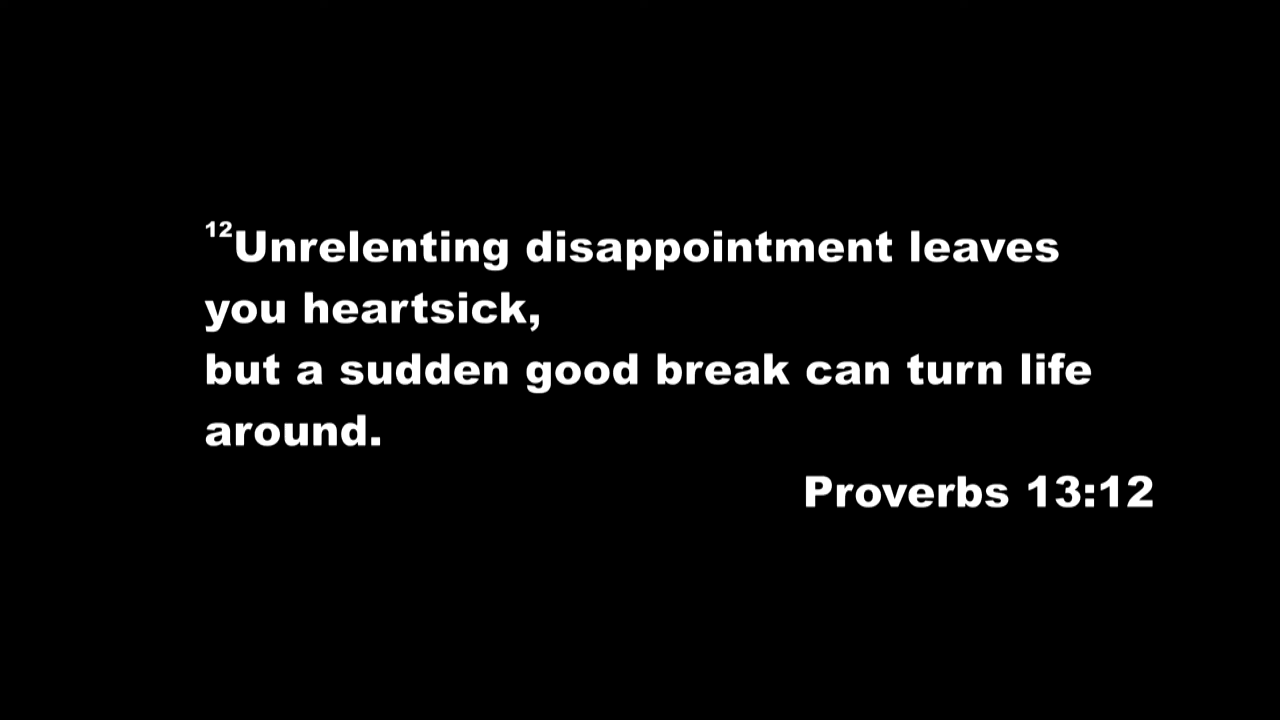 12Unrelenting disappointment leaves
you heartsick,
but a sudden good break can turn life
around.
Proverbs 13:12